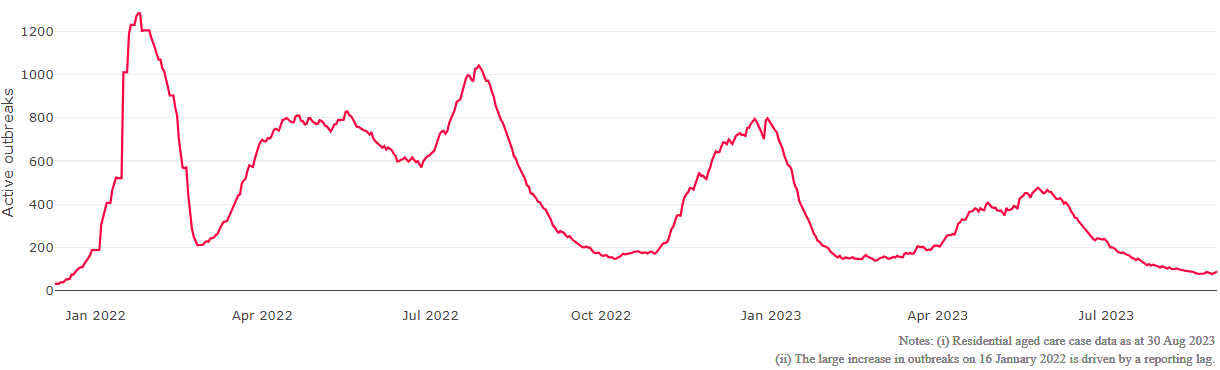 Active outbreaks
1200
1000
800
600
400
200
0
Jan 2022
Apr 2022
Jul 2022
Oct 2022
Jan 2023
Apr 2023
Jul 2023
Notes: (i) Residential aged care case data as at 30 Aug 2023
(ii) The large increase in outbreaks on 16 January 2022 is driven by a reporting lag.